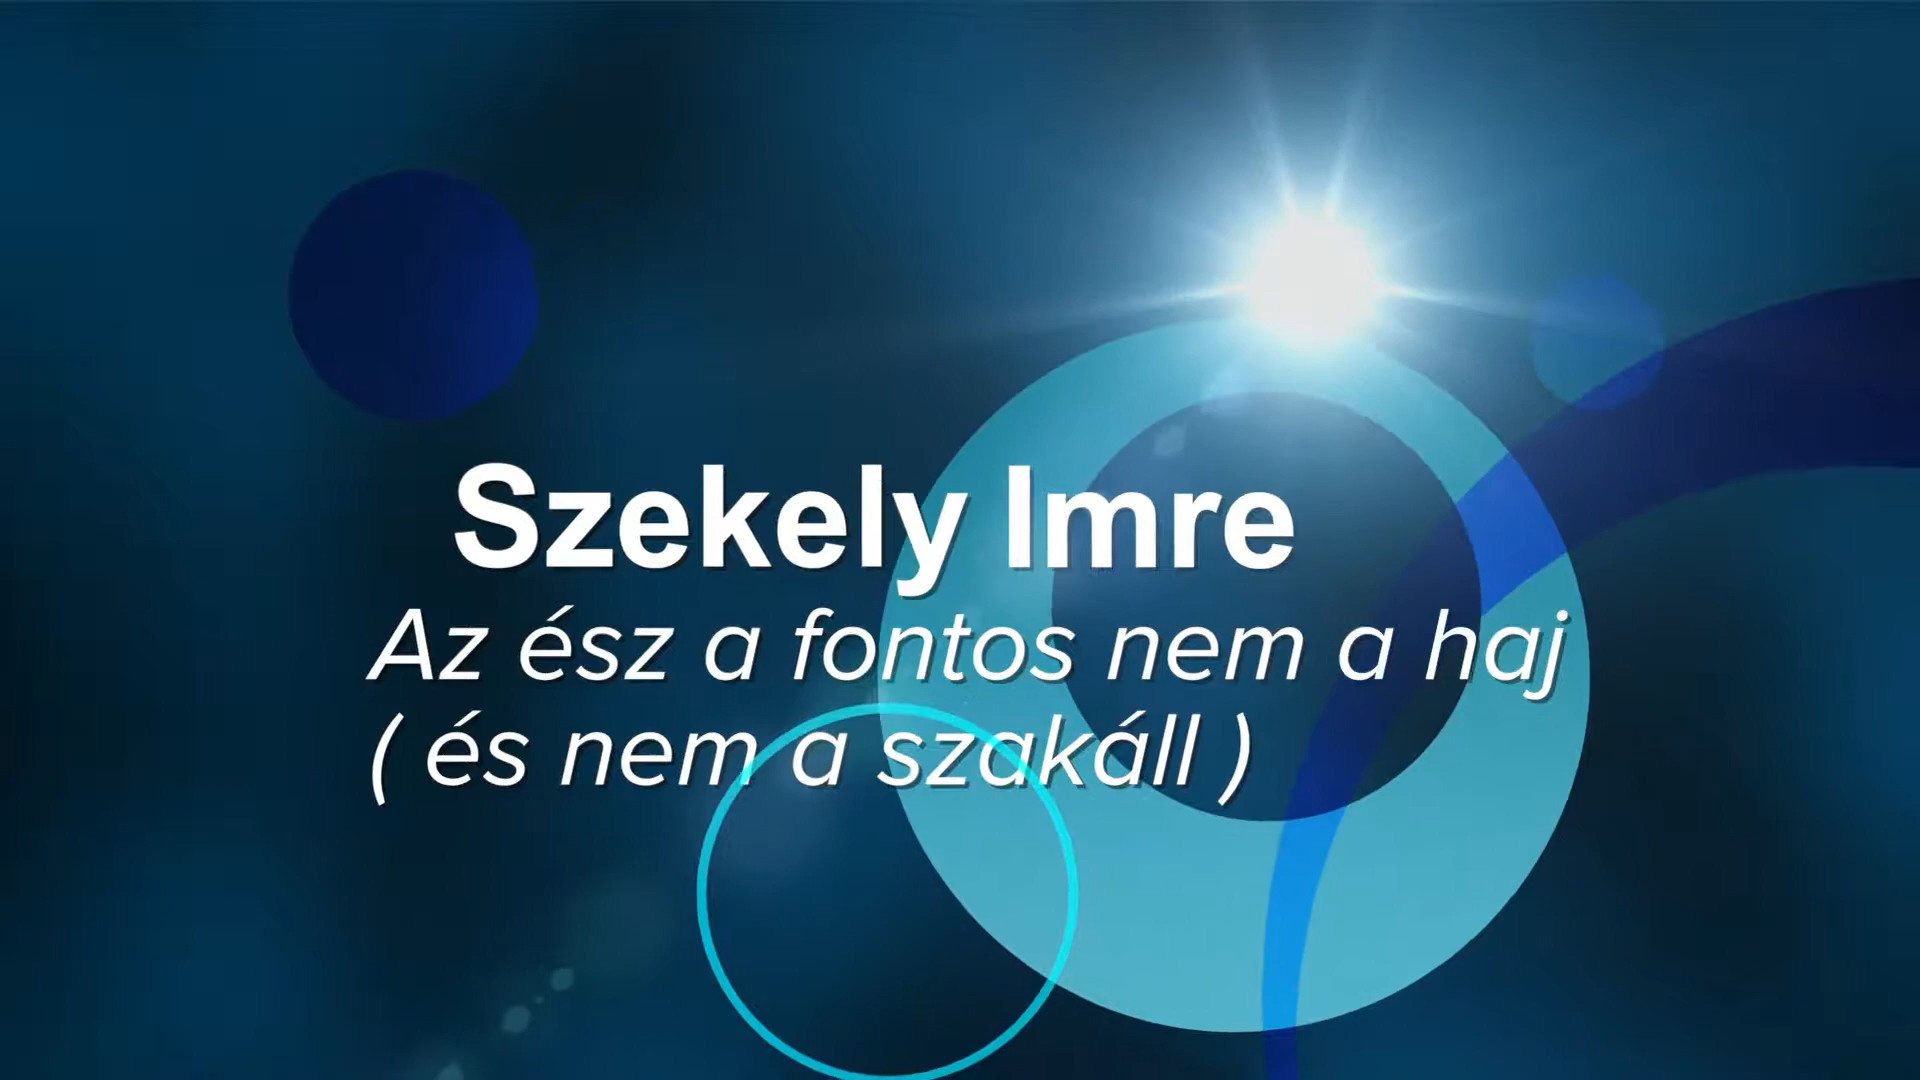 Szekely Imre
Az ész a fontos nem a haj
( és nem a szakáll )